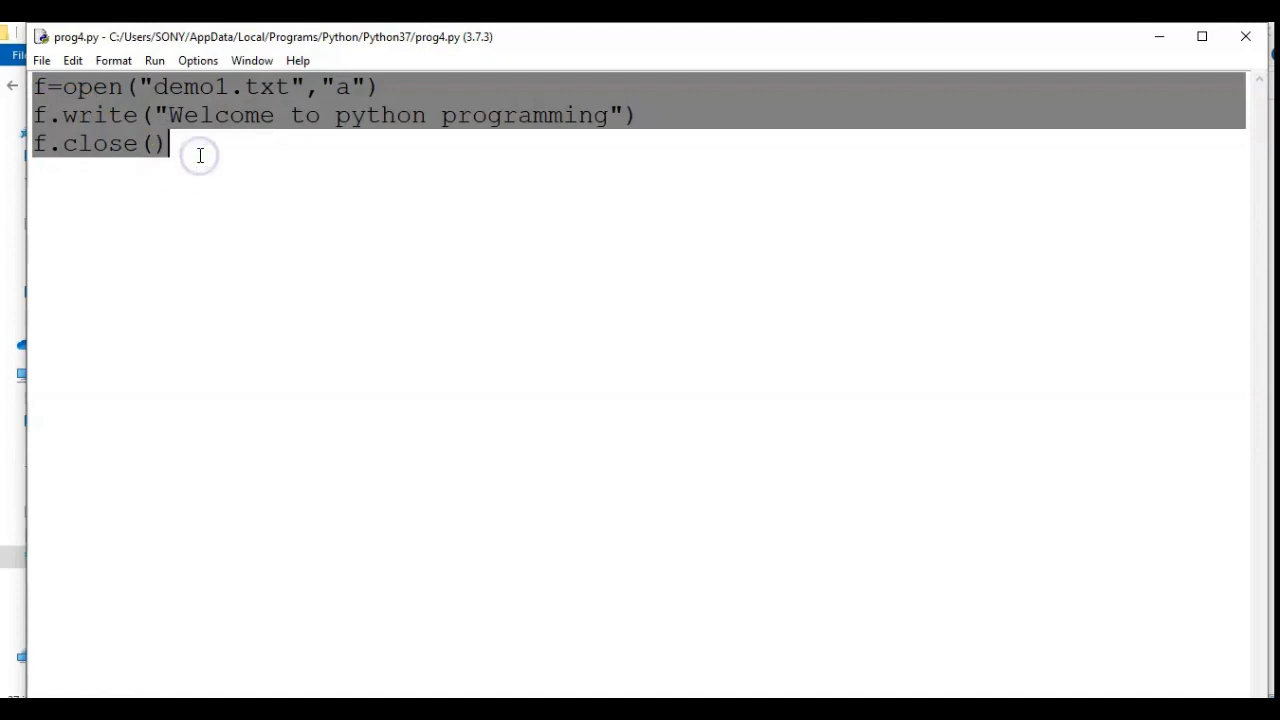 prog4.py - C:/Users/SONY/AppData/Local/Programs/Python/Python37/prog4.py (3.7.3)
File Edit Format Run Options Window Help
f=open("demo1.txt","a")
f.write("Welcome to python programming")
f.close()